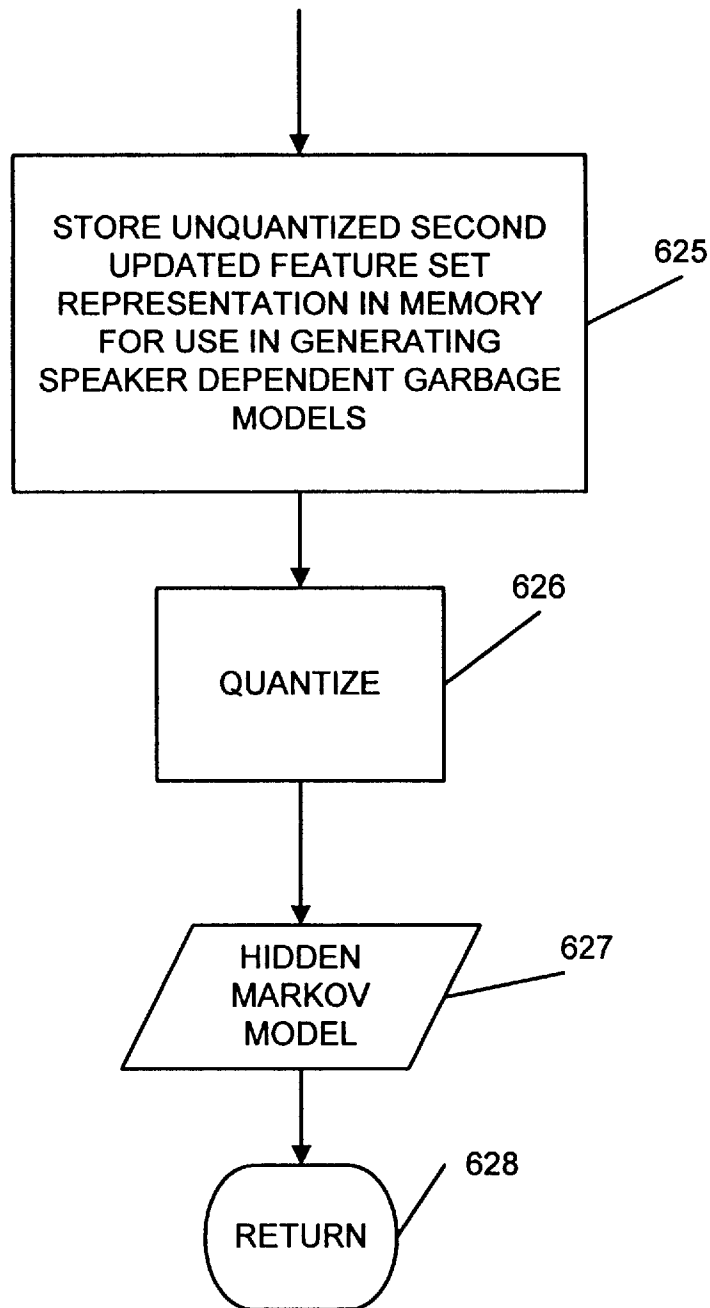 STORE UNQUANTIZED SECOND
UPDATED FEATURE SET
REPRESENTATION IN MEMORY
FOR USE IN GENERATING
SPEAKER DEPENDENT GARBAGE
MODELS
625
626
QUANTIZE
627
HIDDEN
MARKOV
MODEL
628
RETURN